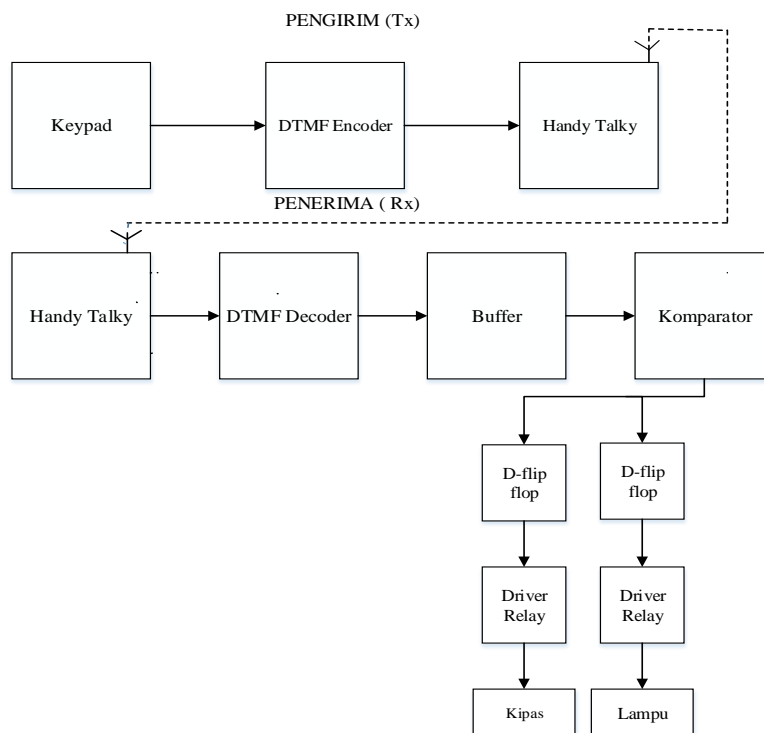 PENGIRIM (Tx)
Keypad
DTMF Encoder
Handy Talky
PENERIMA ( Rx)
Handy Talky
DTMF Decoder
Buffer
Komparator
D-flip
flop
D-flip
flop
Driver
Relay
Driver
Relay
Kipas
Lampu